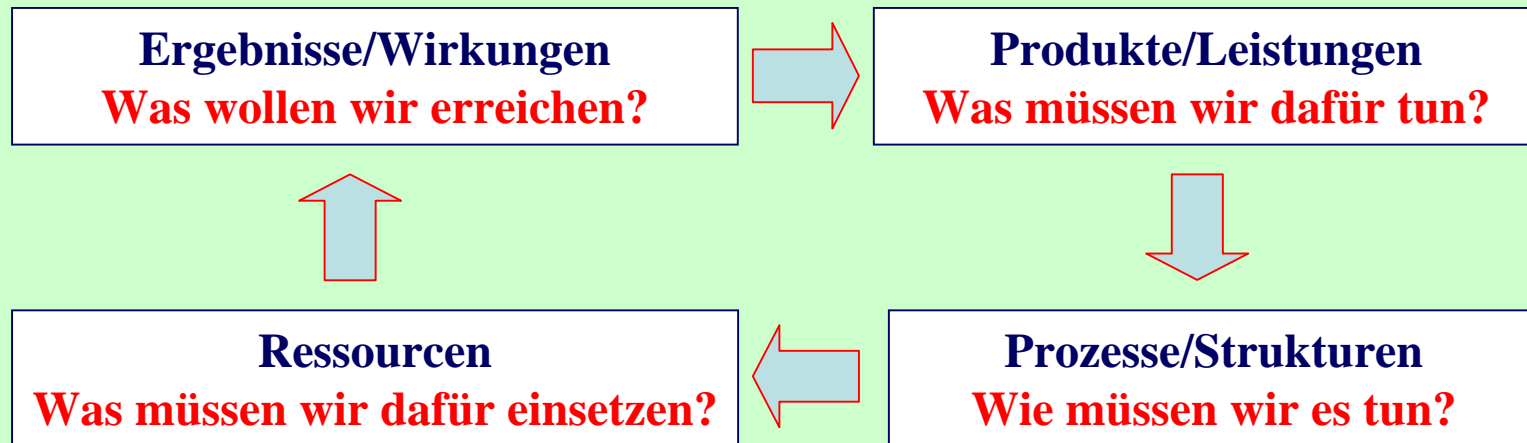 Ergebnisse/Wirkungen
Was wollen wir erreichen?
Produkte/Leistungen
Was müssen wir dafür tun?
Ressourcen
Was müssen wir dafür einsetzen?
Prozesse/Strukturen
Wie müssen wir es tun?